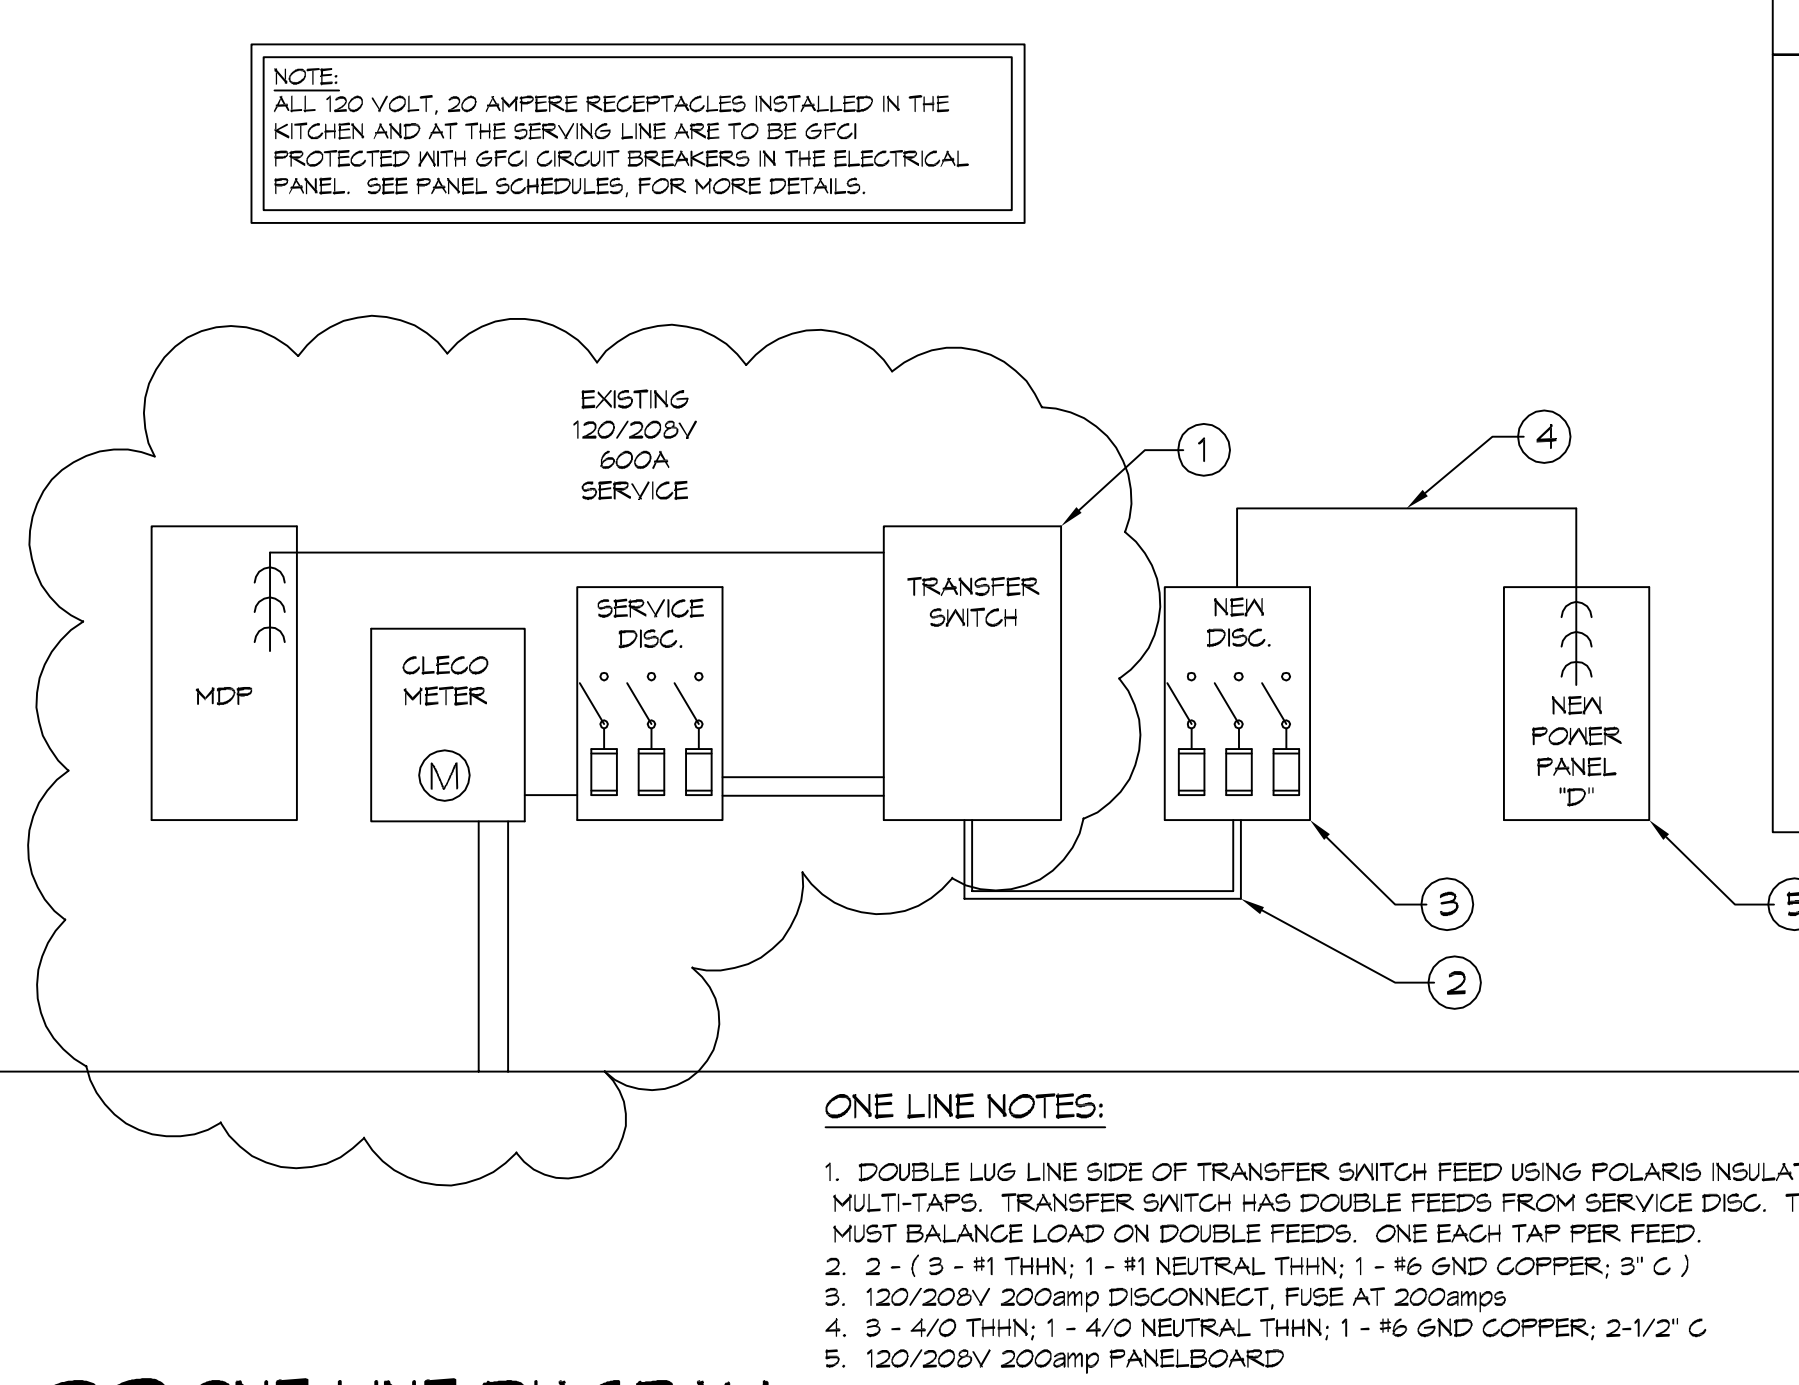 NOTE:
ALL 120 VOLT, 20 AMPERE RECEPTACLES INSTALLED IN THE
KITCHEN AND AT THE SERVING LINE ARE TO BE GFCI
PROTECTED WITH GFCI CIRCUIT BREAKERS IN THE ELECTRICAL
PANEL.  SEE PANEL SCHEDULES, FOR MORE DETAILS.
EXISTING
120/208V
600A
SERVICE
1
4
MDP
CLECO
METER
M
SERVICE
DISC.
TRANSFER
SWITCH
NEW
DISC.
NEW
POWER
PANEL
"D"
3
5
2
ONE LINE NOTES:
1.  DOUBLE LUG LINE SIDE OF TRANSFER SWITCH FEED USING POLARIS
MULTI-TAPS.  TRANSFER SWITCH HAS DOUBLE FEEDS FROM SERVICE DISC.
MUST BALANCE LOAD ON DOUBLE FEEDS.  ONE EACH TAP PER FEED.
2.  2 - ( 3 - #1 THHN; 1 - #1 NEUTRAL THHN; 1 - #6 GND COPPER; 3" C )
3.  120/208V 200amp DISCONNECT, FUSE AT 200amps
4.  3 - 4/0 THHN; 1 - 4/0 NEUTRAL THHN; 1 - #6 GND COPPER; 2-1/2" C
5.  120/208V 200amp PANELBOARD
ONE LINE DIAGRAM